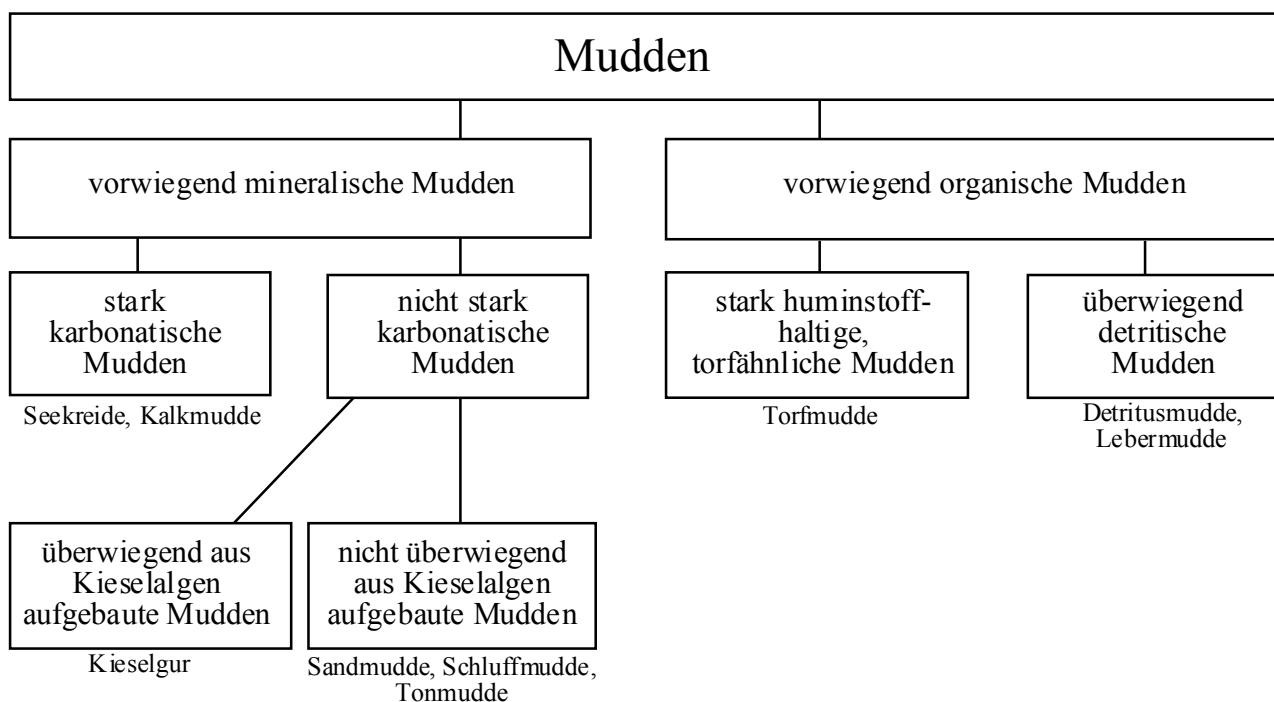 Mudden
vorwiegend mineralische Mudden
vorwiegend organische Mudden
stark
karbonatische
Mudden
nicht stark
karbonatische
Mudden
stark huminstoff-
haltige,
torfähnliche Mudden
überwiegend
detritische
Mudden
Seekreide, Kalkmudde
Torfmudde
Detritusmudde,
Lebermudde
überwiegend aus
Kieselalgen
aufgebaute Mudden
nicht überwiegend
aus Kieselalgen
aufgebaute Mudden
Kieselgur
Sandmudde, Schluffmudde,
Tonmudde